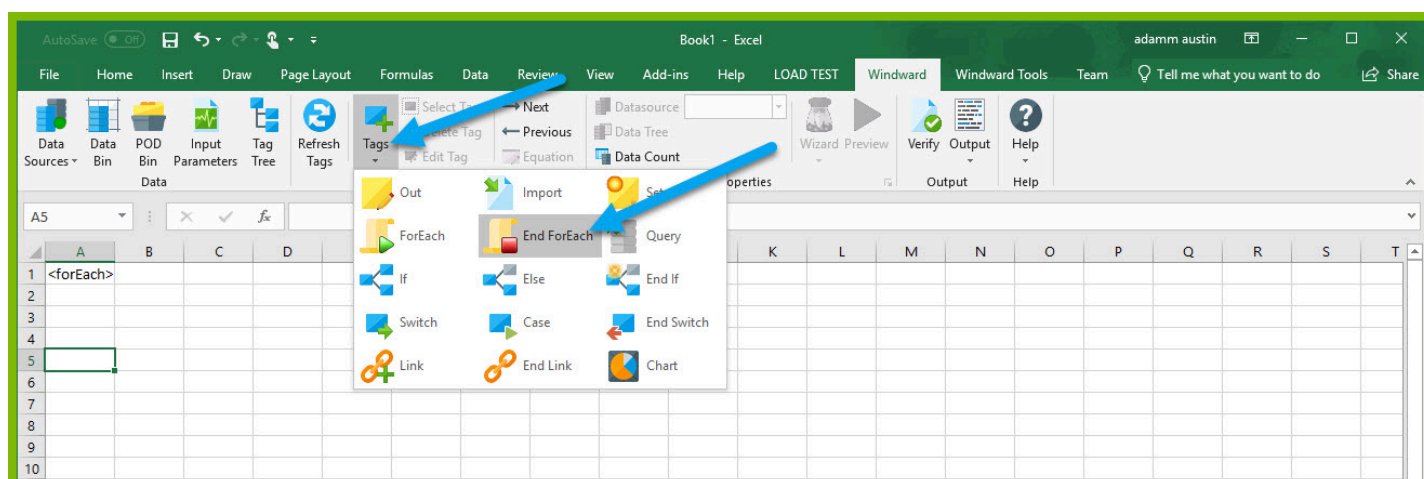 AutoSave Off Book1 - Excel adamm austin
File Home Insert Draw Page Layout Formulas Data Review View Add-ins Help LOAD TEST Windward Windward Tools Team Tell me what you want to do Share
Select Next Datasource
Tag Previous Data Tree
Edit Tag Equation Data Count
Data Sources Data Bin POD Bin Input Parameters Tag Tree Refresh Tags Tags Wizard Preview Verify Output Help
Data Output Help
Out Import
ForEach End ForEach Query
If Else End If
Switch Case End Switch
Link End Link Chart
A5 fx
A B C D K L M N O P Q R S T
1 <forEach>
2
3
4
5
6
7
8
9
10